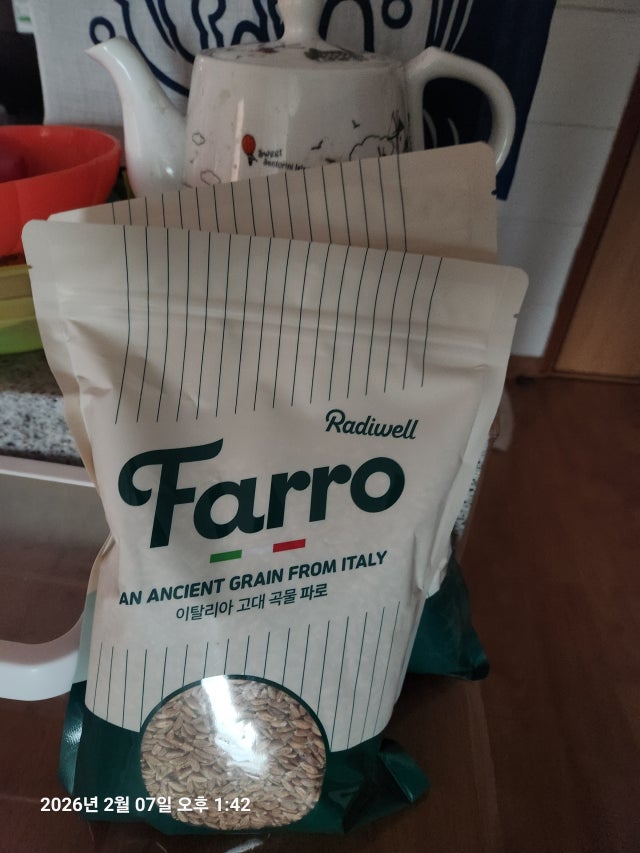 Sweet
Radiwell
Farro
AN ANCIENT GRAIN FROM ITALY
이탈리아 고대 곡물 파로
2026년 2월 07일 오후 1:42